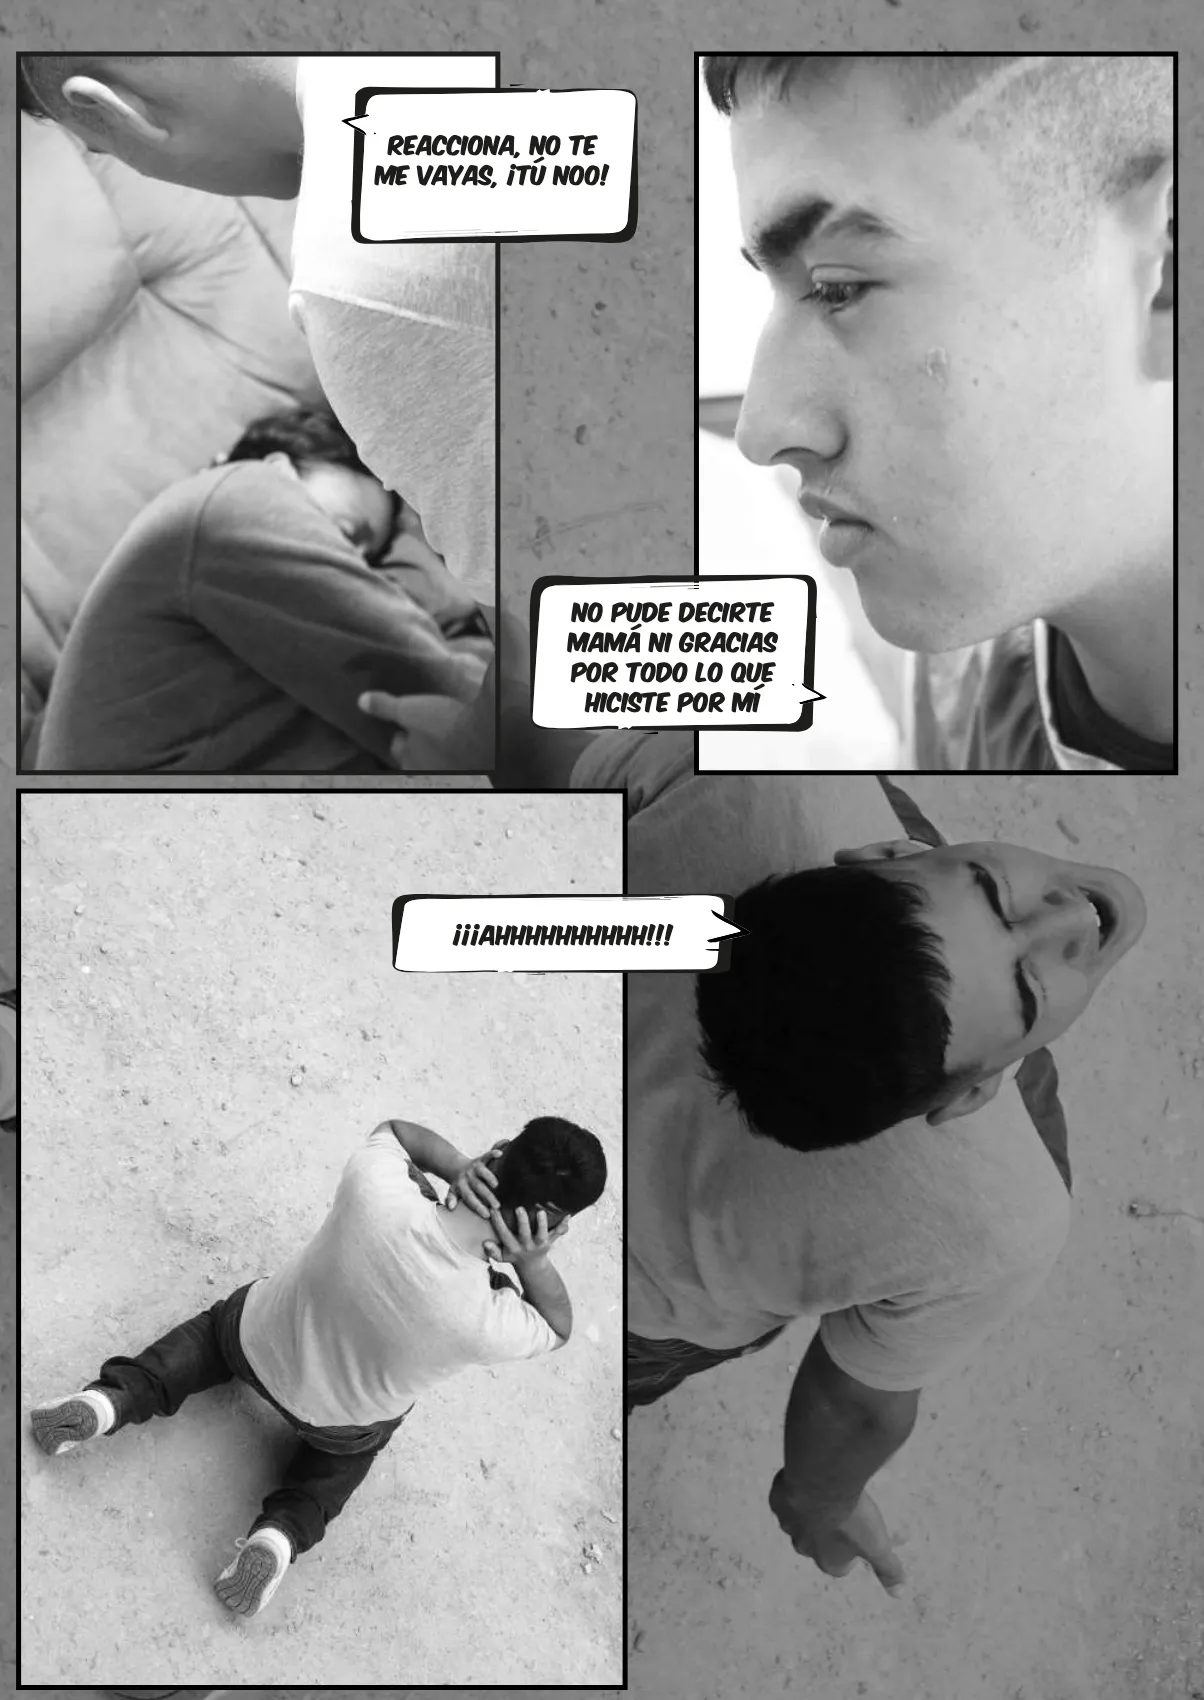 REACCIONA, NO TE
ME VAYAS, ¡TÚ NOO!
NO PUDE DECIRTE
MAMÁ NI GRACIAS
POR TODO LO QUE
HICISTE POR MÍ
¡¡¡AHHHHHHHHHH!!!